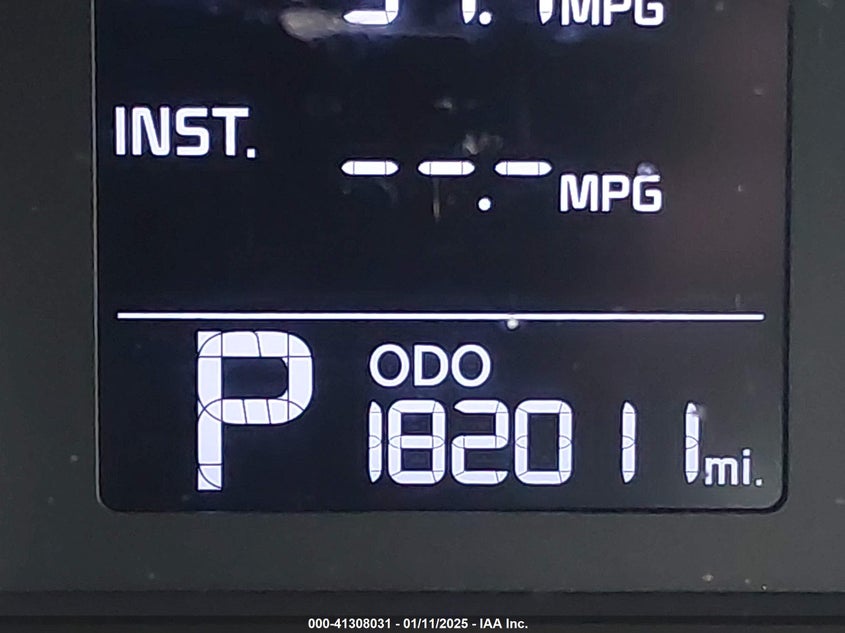 MPG
INST.
--.- MPG
P
ODO
182011 mi.
000-41308031 - 01/11/2025 - IAA Inc.